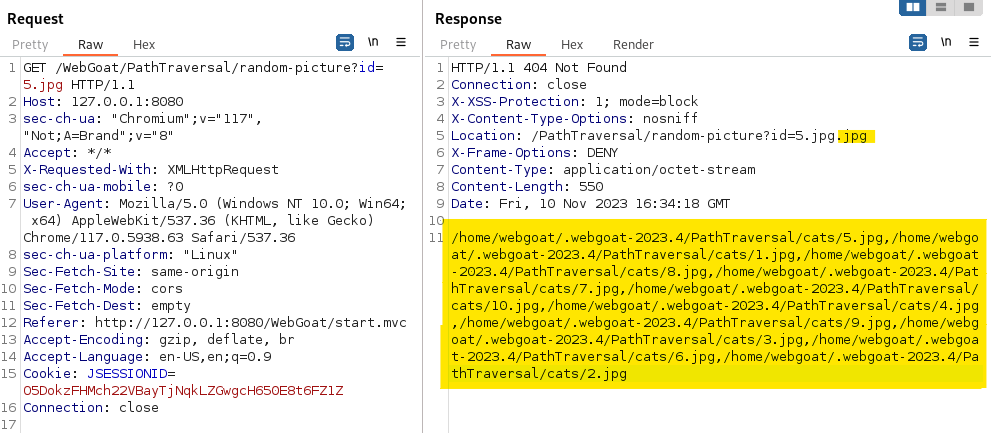 Request
Pretty Raw Hex \n
1 GET /WebGoat/PathTraversal/random-picture?id=
5.jpg HTTP/1.1
2 Host: 127.0.0.1:8080
3 sec-ch-ua: "Chromium";v="117",
"Not;A=Brand";v="8"
4 Accept: */*
5 X-Requested-With: XMLHttpRequest
6 sec-ch-ua-mobile: ?0
7 User-Agent: Mozilla/5.0 (Windows NT 10.0; Win64;
x64) AppleWebKit/537.36 (KHTML, like Gecko)
Chrome/117.0.5938.63 Safari/537.36
8 sec-ch-ua-platform: "Linux"
9 Sec-Fetch-Site: same-origin
10 Sec-Fetch-Mode: cors
11 Sec-Fetch-Dest: empty
12 Referer: http://127.0.0.1:8080/WebGoat/start.mvc
13 Accept-Encoding: gzip, deflate, br
14 Accept-Language: en-US,en;q=0.9
15 Cookie: JSESSIONID=
O5DokzFHMch22VBayTjNqkLZGwgcH650E8t6FZ1Z
16 Connection: close
17
Response
Pretty Raw Hex Render \n
1 HTTP/1.1 404 Not Found
2 Connection: close
3 X-XSS-Protection: 1; mode=block
4 X-Content-Type-Options: nosniff
5 Location: /PathTraversal/random-picture?id=5.jpg.jpg
6 X-Frame-Options: DENY
7 Content-Type: application/octet-stream
8 Content-Length: 550
9 Date: Fri, 10 Nov 2023 16:34:18 GMT
10
11 /home/webgoat/.webgoat-2023.4/PathTraversal/cats/5.jpg,/home/webgo
at/.webgoat-2023.4/PathTraversal/cats/1.jpg,/home/webgoat/.webgoat
-2023.4/PathTraversal/cats/8.jpg,/home/webgoat/.webgoat-2023.4/Pat
hTraversal/cats/7.jpg,/home/webgoat/.webgoat-2023.4/PathTraversal/
cats/10.jpg,/home/webgoat/.webgoat-2023.4/PathTraversal/cats/4.jpg
,/home/webgoat/.webgoat-2023.4/PathTraversal/cats/9.jpg,/home/webg
oat/.webgoat-2023.4/PathTraversal/cats/3.jpg,/home/webgoat/.webgoa
t-2023.4/PathTraversal/cats/6.jpg,/home/webgoat/.webgoat-2023.4/Pa
thTraversal/cats/2.jpg